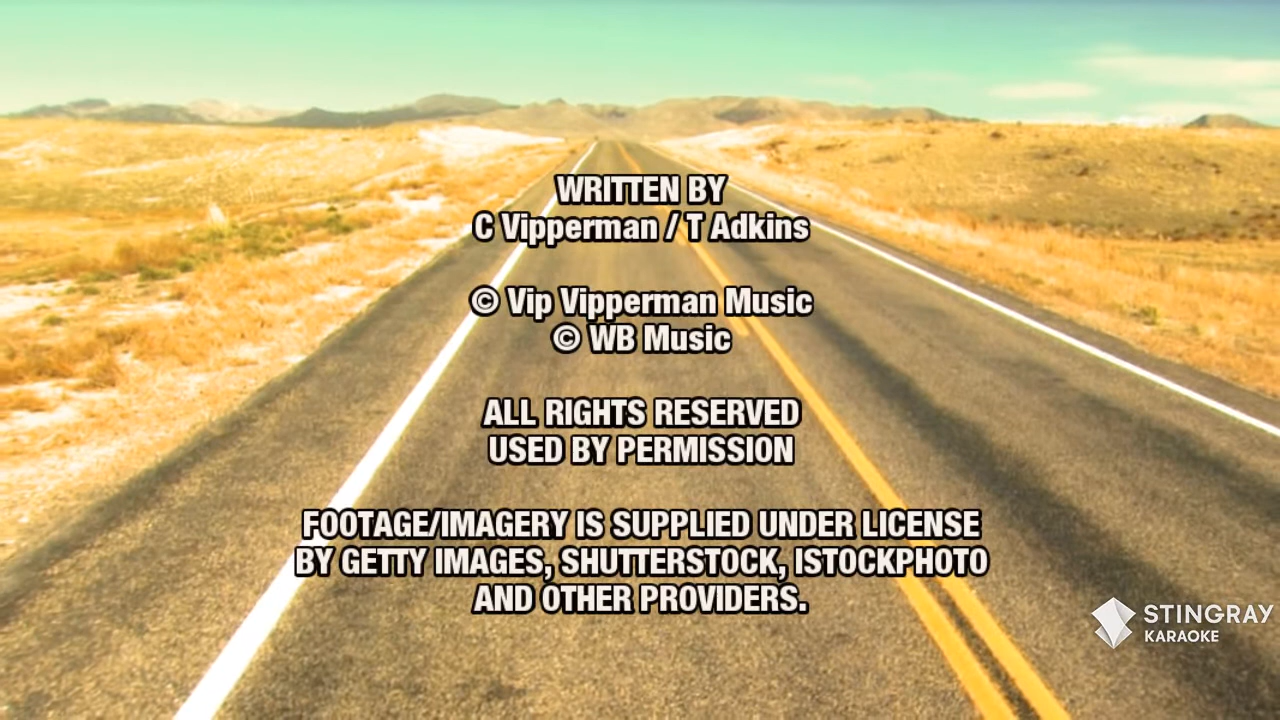 WRITTEN BY
C Vipperman / T Adkins
© Vip Vipperman Music
© WB Music
ALL RIGHTS RESERVED
USED BY PERMISSION
FOOTAGE/IMAGERY IS SUPPLIED UNDER LICENSE
BY GETTY IMAGES, SHUTTERSTOCK, ISTOCKPHOTO
AND OTHER PROVIDERS.
STINGRAY
KARAOKE